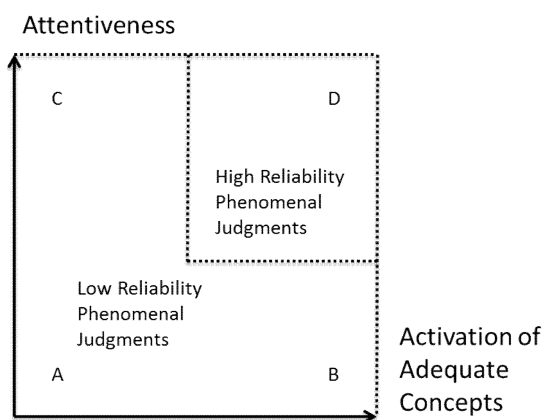 Attentiveness
C
D
High Reliability
Phenomenal
Judgments
Low Reliability
Phenomenal
Judgments
A
B
Activation of
Adequate
Concepts